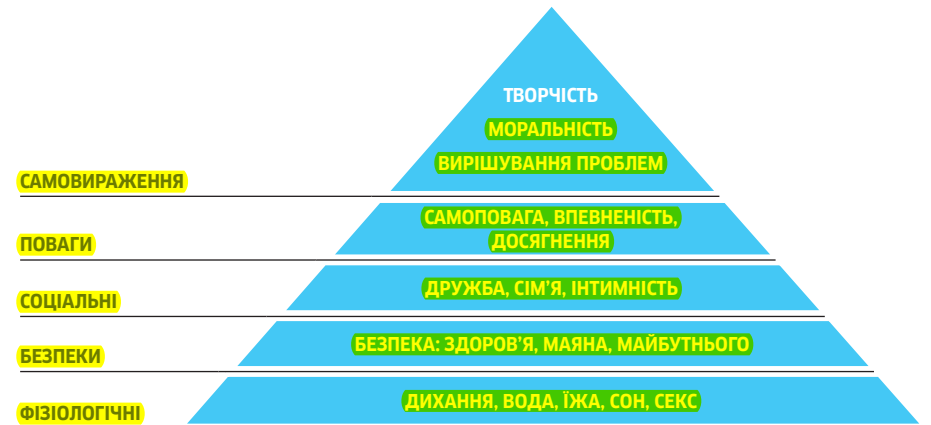 ТВОРЧІСТЬ
МОРАЛЬНІСТЬ
ВИРІШУВАННЯ ПРОБЛЕМ
САМОВИРАЖЕННЯ
САМОПОВАГА, ВПЕВНЕНІСТЬ,
ДОСЯГНЕННЯ
ПОВАГИ
ДРУЖБА, СІМ'Я, ІНТИМНІСТЬ
СОЦІАЛЬНІ
БЕЗПЕКА: ЗДОРОВ'Я, МАЯНА, МАЙБУТНЬОГО
БЕЗПЕКИ
ДИХАННЯ, ВОДА, ЇЖА, СОН, СЕКС
ФІЗІОЛОГІЧНІ